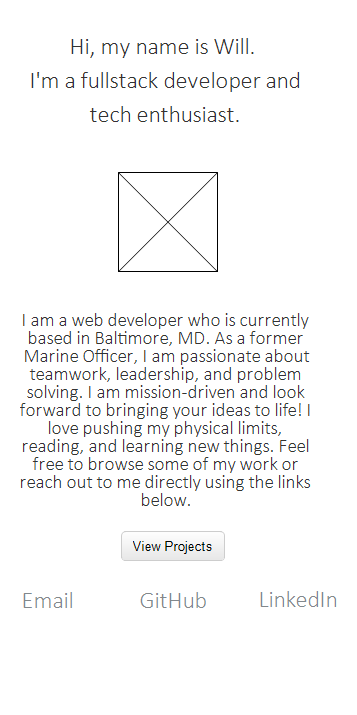 Hi, my name is Will.
I'm a fullstack developer and
tech enthusiast.
I am a web developer who is currently
based in Baltimore, MD. As a former
Marine Officer, I am passionate about
teamwork, leadership, and problem
solving. I am mission-driven and look
forward to bringing your ideas to life! I
love pushing my physical limits,
reading, and learning new things. Feel
free to browse some of my work or
reach out to me directly using the links
below.
View Projects
Email GitHub LinkedIn